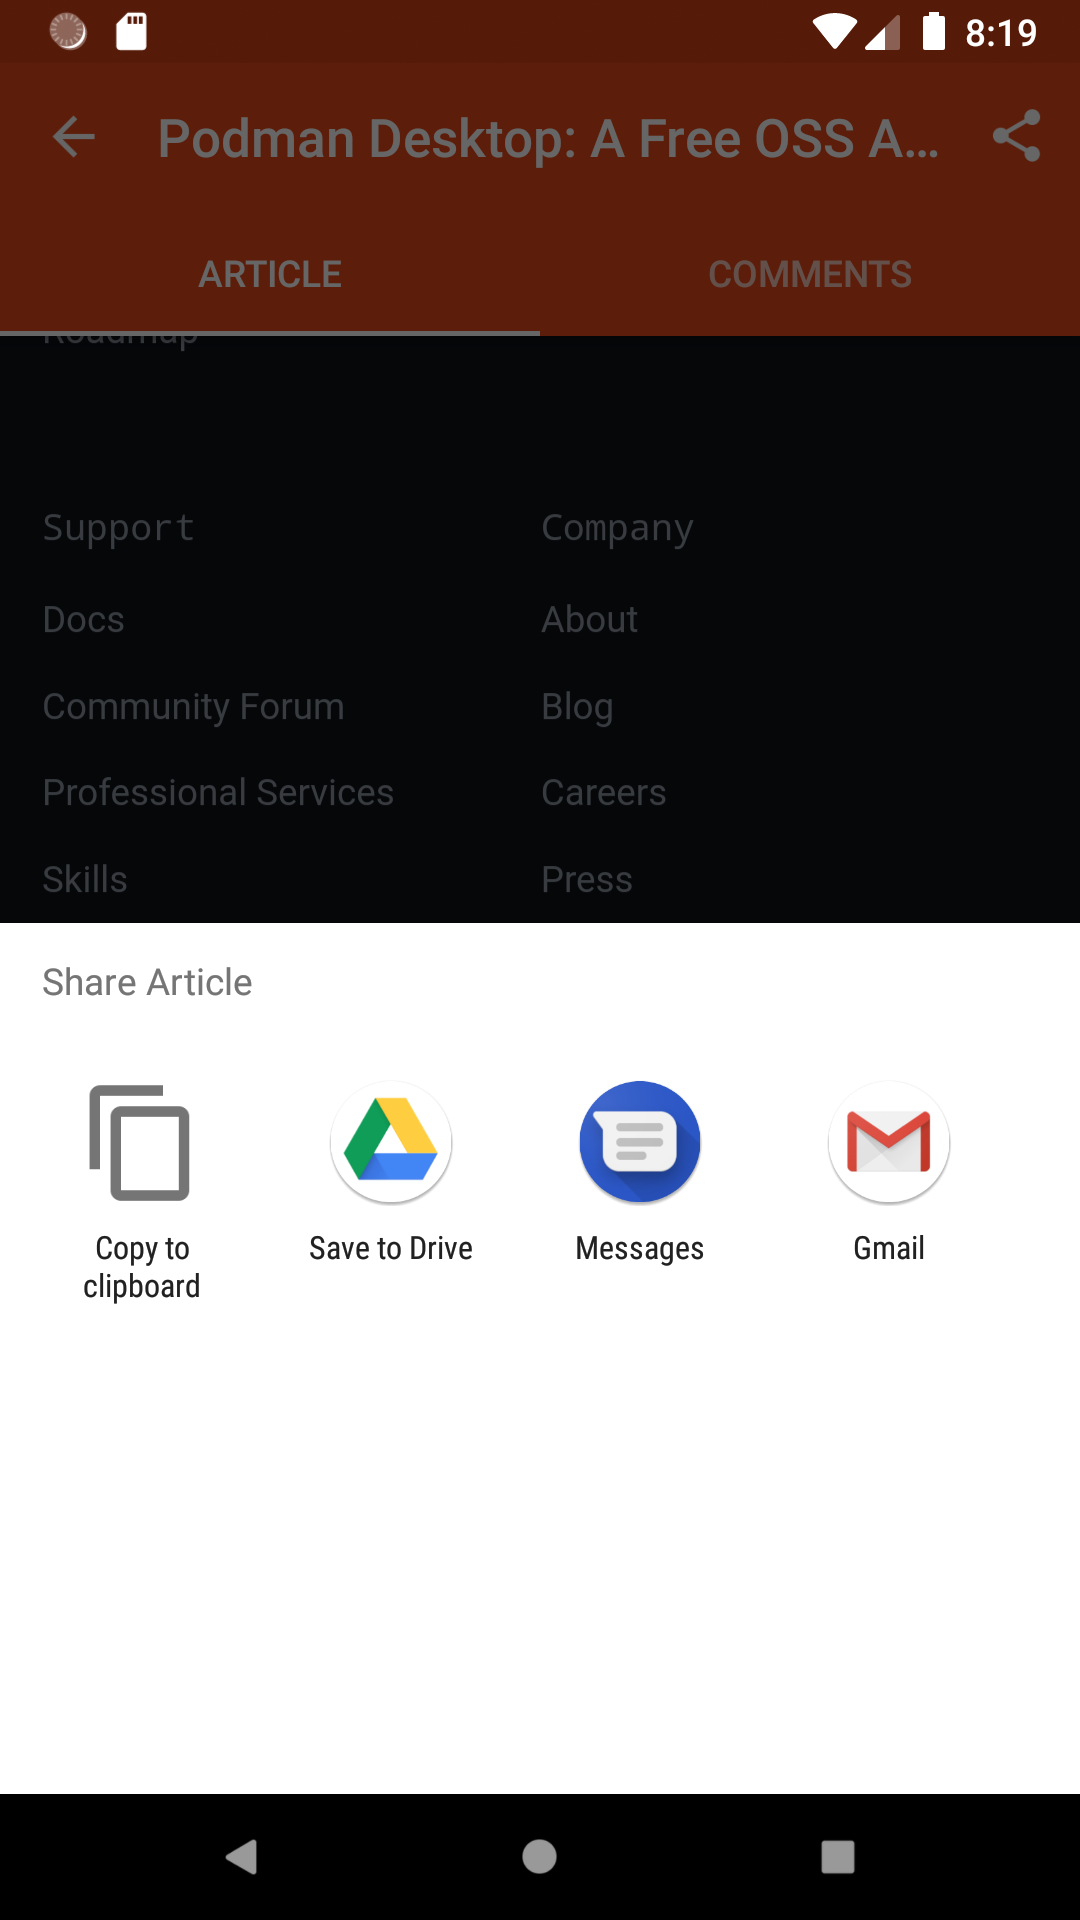 8:19
Podman Desktop: A Free OSS A...
ARTICLE
COMMENTS
Roadmap
Support
Company
Docs
About
Community Forum
Blog
Professional Services
Careers
Skills
Press
Share Article
Copy to
clipboard
Save to Drive
Messages
Gmail